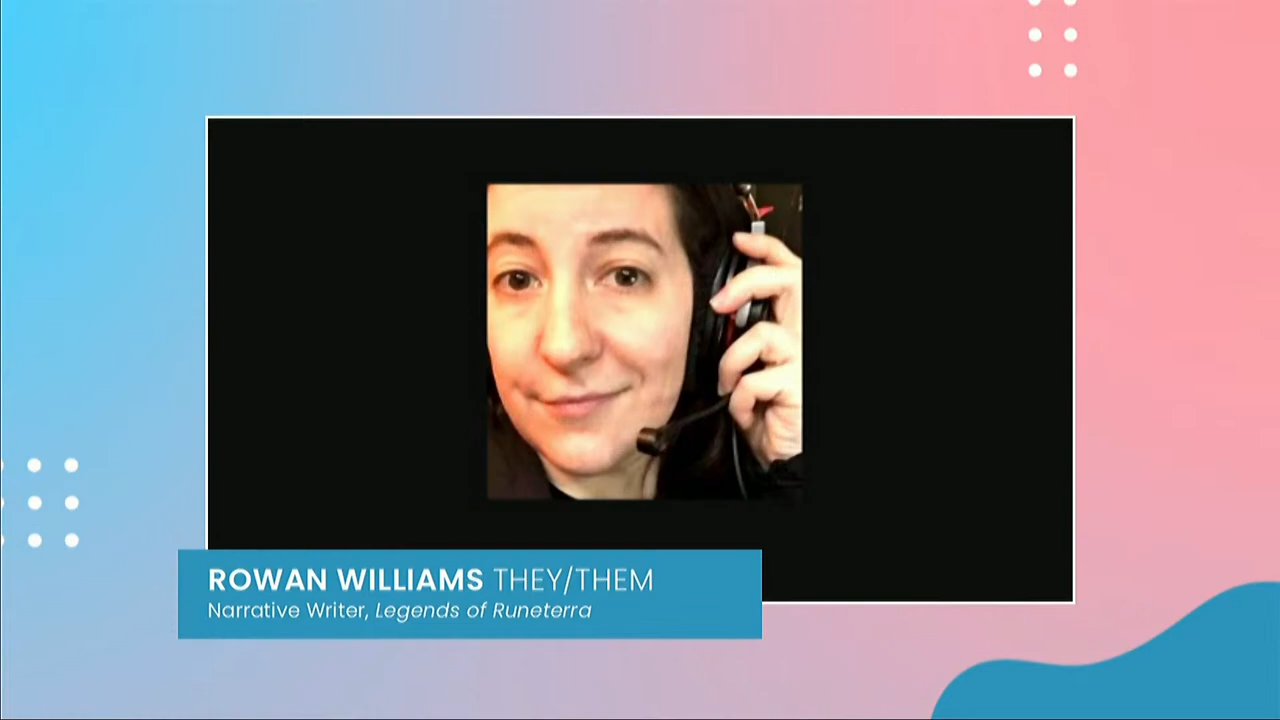 ROWAN WILLIAMS THEY/THEM
Narrative Writer, Legends of Runeterra